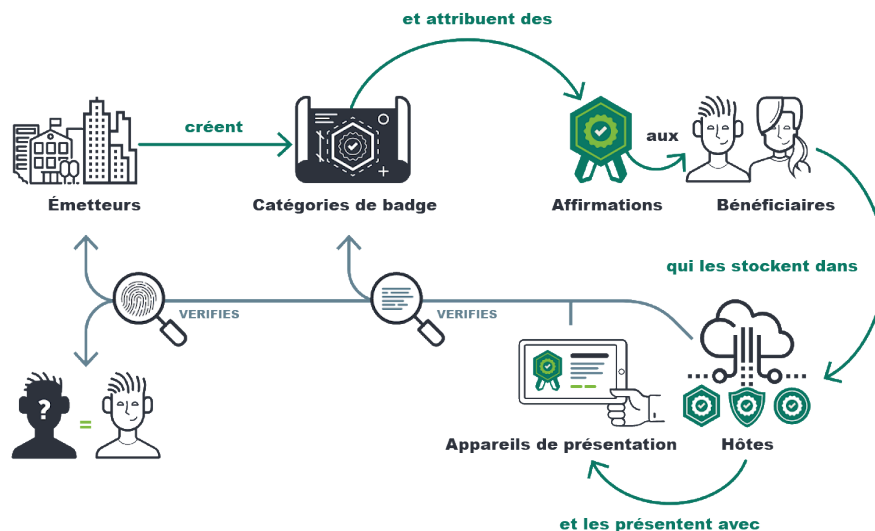 et attribuent des
créent
aux
Émetteurs
Catégories de badge
Affirmations
Bénéficiaires
qui les stockent dans
VERIFIES
VERIFIES
?
=
Appareils de présentation
Hôtes
et les présentent avec